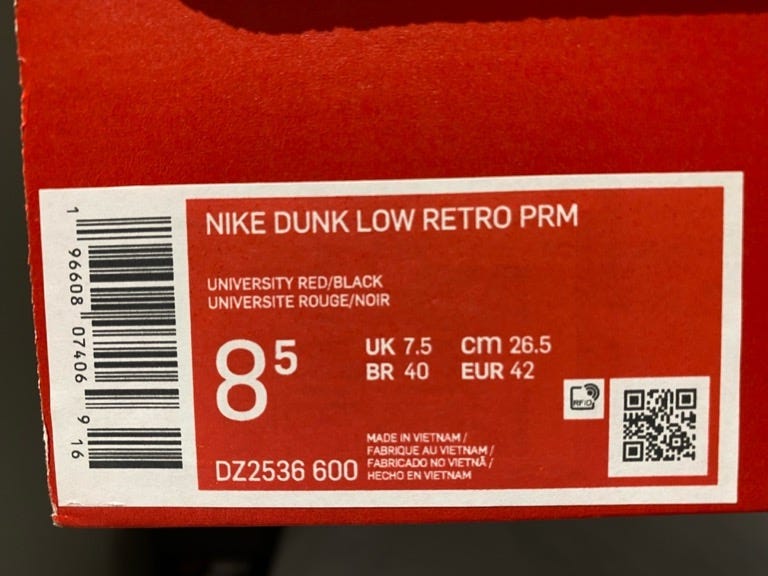 NIKE DUNK LOW RETRO PRM
UNIVERSITY RED/BLACK
UNIVERSITE ROUGE/NOIR
8 5
UK 7.5 cm 26.5
BR 40 EUR 42
RFID
DZ2536 600
MADE IN VIETNAM /
FABRIQUE AU VIETNAM /
FABRICADO NO VIETNÃ /
HECHO EN VIETNAM
1 96608 07406 9 16